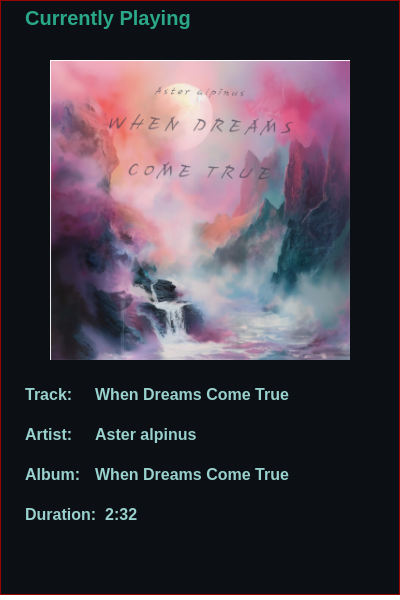 Currently Playing
Aster alpinus
WHEN DREAMS
COME TRUE
Track: When Dreams Come True
Artist: Aster alpinus
Album: When Dreams Come True
Duration: 2:32